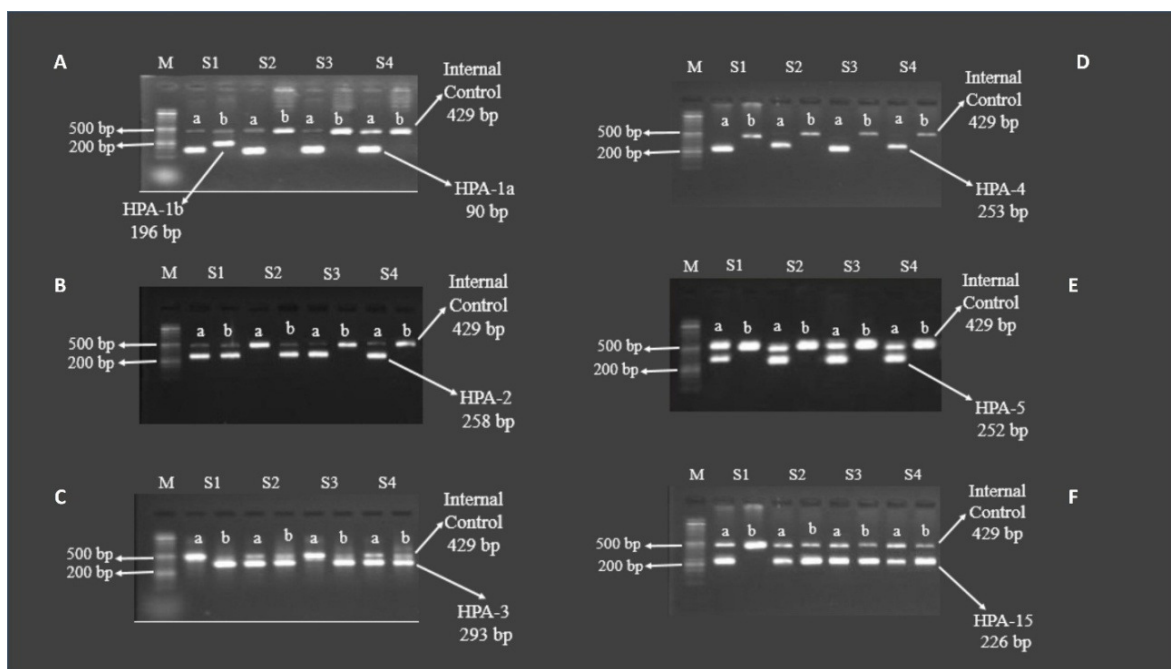 A
M S1 S2 S3 S4
Internal
Control
429 bp
a b a b a b a b
500 bp
200 bp
HPA-1b
196 bp
HPA-1a
90 bp
D
M S1 S2 S3 S4
Internal
Control
429 bp
a b a b a b a b
500 bp
200 bp
HPA-4
253 bp
B
M S1 S2 S3 S4
Internal
Control
429 bp
a b a b a b a b
500 bp
200 bp
HPA-2
258 bp
E
M S1 S2 S3 S4
Internal
Control
429 bp
a b a b a b a b
500 bp
200 bp
HPA-5
252 bp
C
M S1 S2 S3 S4
Internal
Control
429 bp
a b a b a b a b
500 bp
200 bp
HPA-3
293 bp
F
M S1 S2 S3 S4
Internal
Control
429 bp
a b a b a b a b
500 bp
200 bp
HPA-15
226 bp